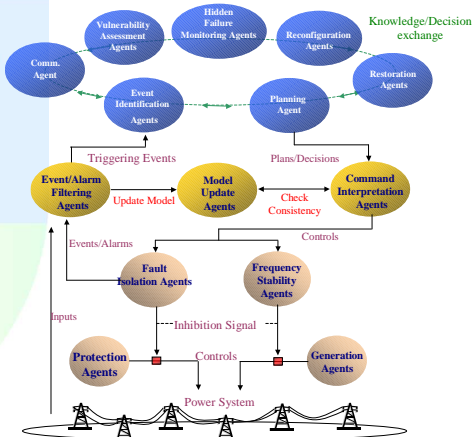 Hidden
Failure
Monitoring Agents
Knowledge/Decision
exchange
Vulnerability
Assessment
Agents
Reconfiguration
Agents
Comm.
Agent
Restoration
Agents
Event
Identification
Agents
Planning
Agent
Triggering Events
Plans/Decisions
Event/Alarm
Filtering
Agents
Update Model
Model
Update
Agents
Check
Consistency
Command
Interpretation
Agents
Events/Alarms
Controls
Fault
Isolation Agents
Frequency
Stability
Agents
Inputs
Inhibition Signal
Protection
Agents
Controls
Generation
Agents
Power System